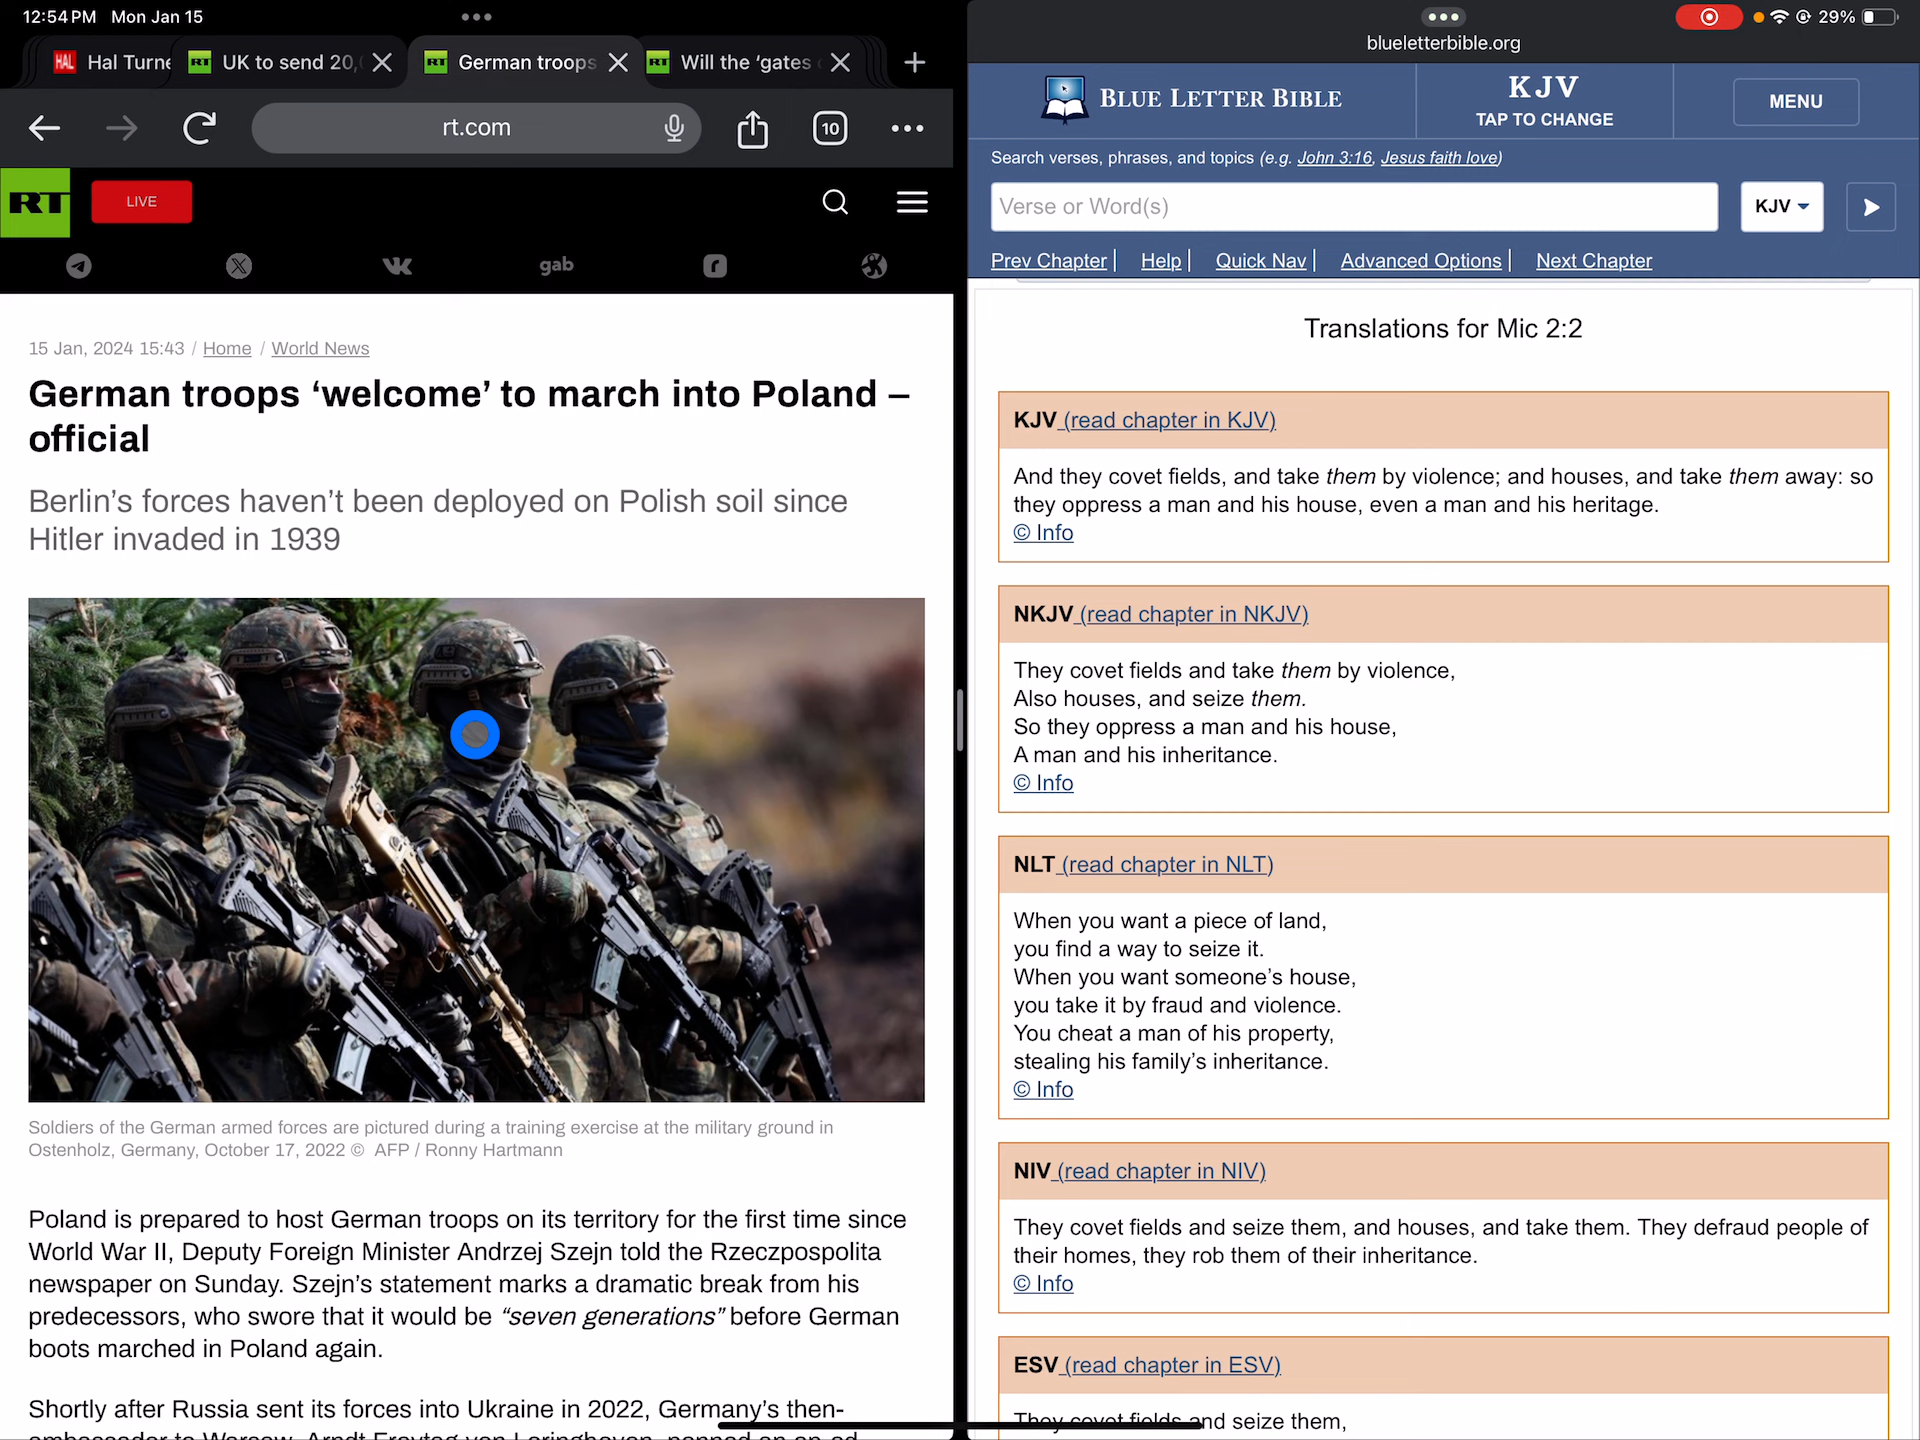 12:54 PM Mon Jan 15
HAL Hal Turne
RT UK to send 20,
RT German troops
RT Will the ‘gates
rt.com
10
RT
LIVE
gab
15 Jan, 2024 15:43 / Home / World News
German troops ‘welcome’ to march into Poland –
official
Berlin’s forces haven’t been deployed on Polish soil since
Hitler invaded in 1939
Soldiers of the German armed forces are pictured during a training exercise at the military ground in
Ostenholz, Germany, October 17, 2022 © AFP / Ronny Hartmann
Poland is prepared to host German troops on its territory for the first time since
World War II, Deputy Foreign Minister Andrzej Szejn told the Rzeczpospolita
newspaper on Sunday. Szejn’s statement marks a dramatic break from his
predecessors, who swore that it would be “seven generations” before German
boots marched in Poland again.
Shortly after Russia sent its forces into Ukraine in 2022, Germany’s then-
29%
blueletterbible.org
BLUE LETTER BIBLE
KJV
TAP TO CHANGE
MENU
Search verses, phrases, and topics (e.g. John 3:16, Jesus faith love)
Verse or Word(s)
KJV
Prev Chapter | Help | Quick Nav | Advanced Options | Next Chapter
Translations for Mic 2:2
KJV (read chapter in KJV)
And they covet fields, and take them by violence; and houses, and take them away: so
they oppress a man and his house, even a man and his heritage.
© Info
NKJV (read chapter in NKJV)
They covet fields and take them by violence,
Also houses, and seize them.
So they oppress a man and his house,
A man and his inheritance.
© Info
NLT (read chapter in NLT)
When you want a piece of land,
you find a way to seize it.
When you want someone’s house,
you take it by fraud and violence.
You cheat a man of his property,
stealing his family’s inheritance.
© Info
NIV (read chapter in NIV)
They covet fields and seize them, and houses, and take them. They defraud people of
their homes, they rob them of their inheritance.
© Info
ESV (read chapter in ESV)
They covet fields and seize them,